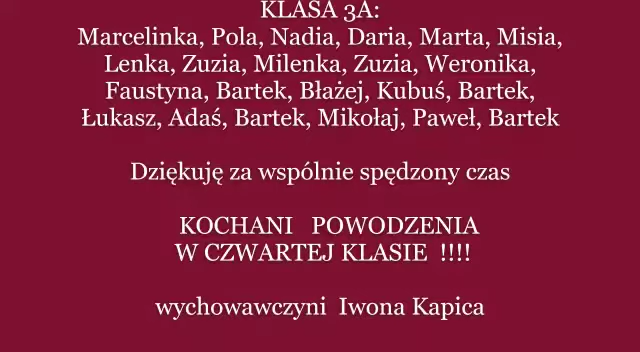 KLASA 3A:
Marcelinka, Pola, Nadia, Daria, Marta, Misia,
Lenka, Zuzia, Milenka, Zuzia, Weronika,
Faustyna, Bartek, Błażej, Kubuś, Bartek,
Łukasz, Adaś, Bartek, Mikołaj, Paweł, Bartek
Dziękuję za wspólnie spędzony czas
KOCHANI POWODZENIA
W CZWARTEJ KLASIE !!!!
wychowawczyni Iwona Kapica